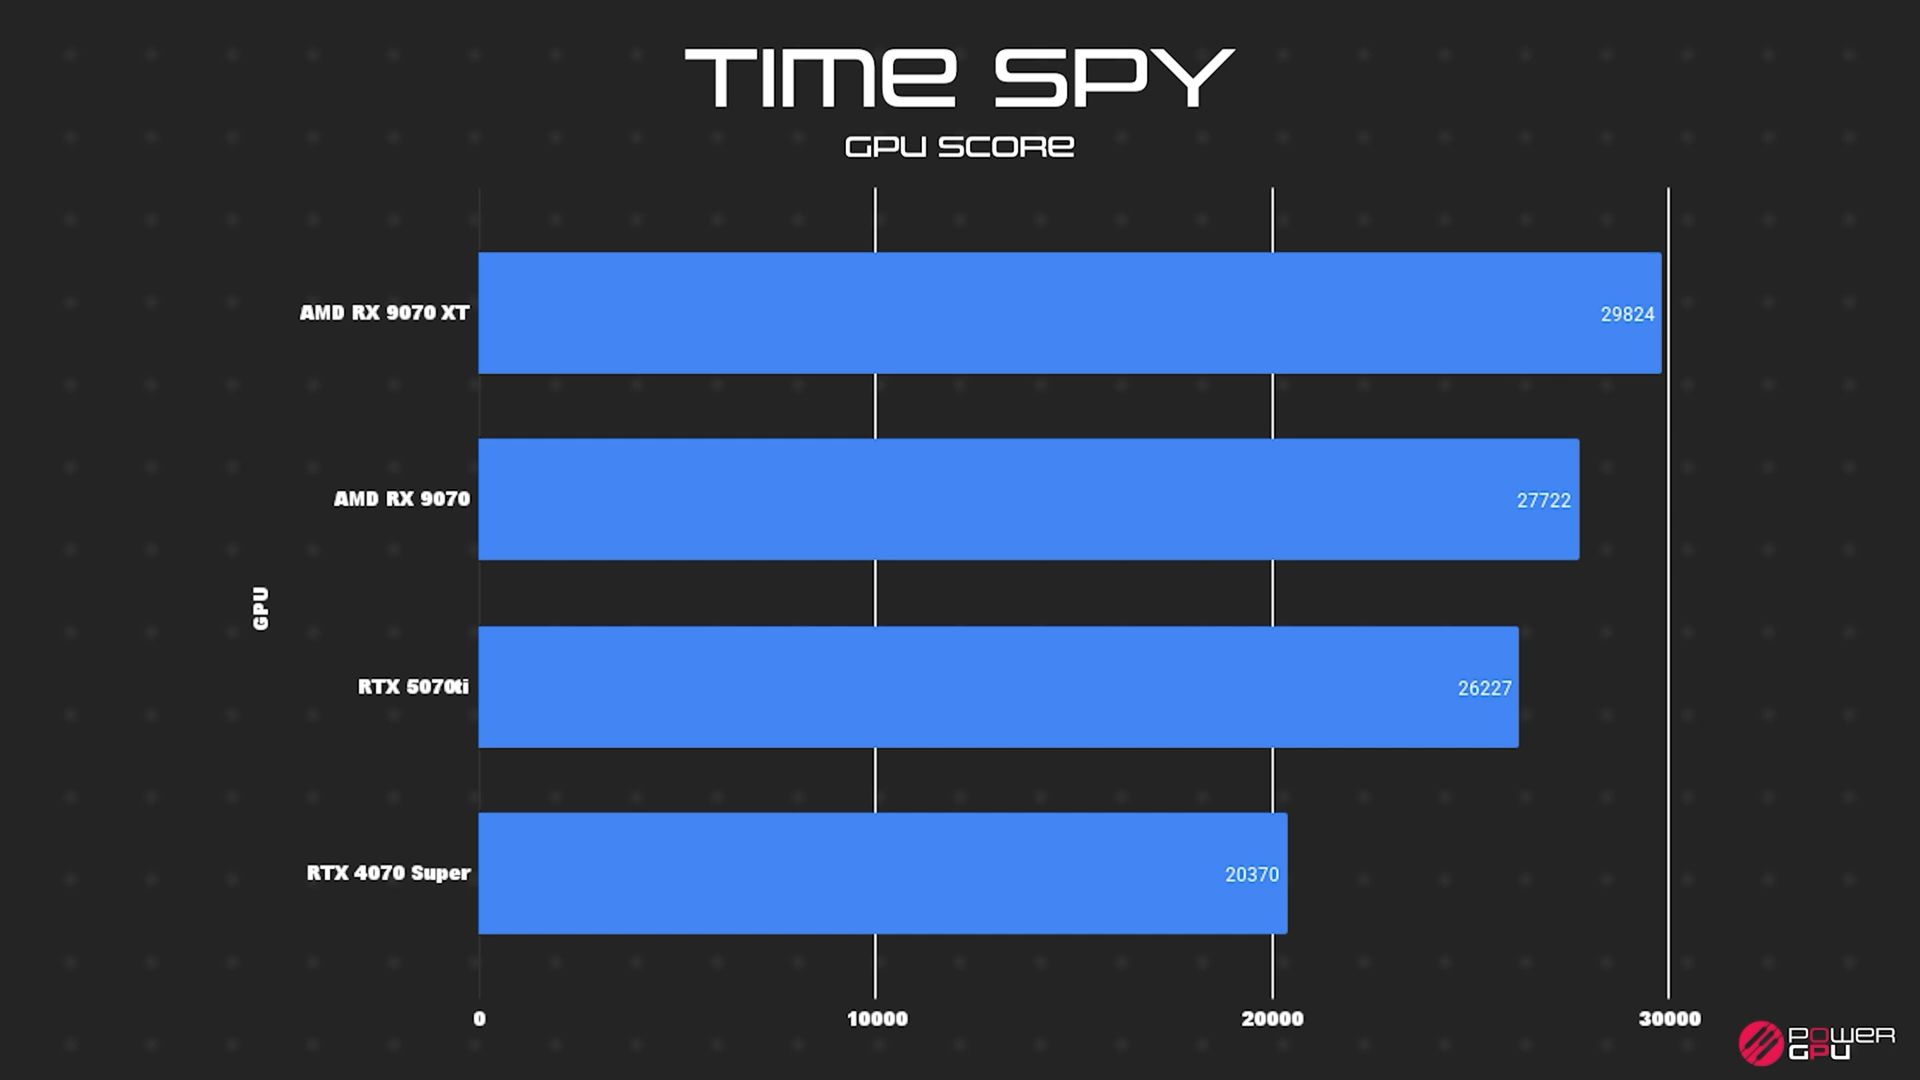 TIME SPY
GPU SCORE
AMD RX 9070 XT
29824
AMD RX 9070
27722
GPU
RTX 5070ti
26227
RTX 4070 Super
20370
0
10000
20000
30000
POWER
GPU